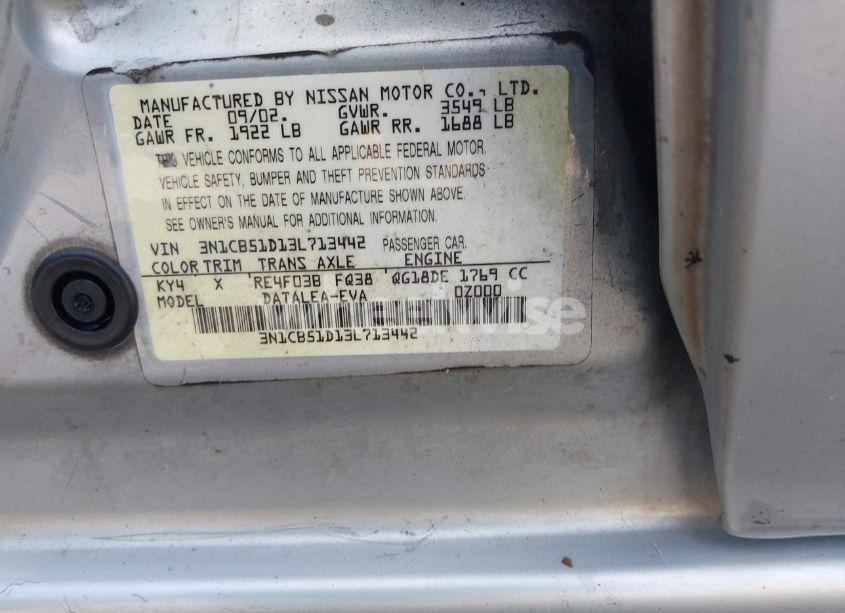 MANUFACTURED BY NISSAN MOTOR CO., LTD.
DATE 09/02. GVWR. 3549 LB
GAWR FR. 1922 LB GAWR RR. 1688 LB
THIS VEHICLE CONFORMS TO ALL APPLICABLE FEDERAL MOTOR
VEHICLE SAFETY, BUMPER AND THEFT PREVENTION STANDARDS
IN EFFECT ON THE DATE OF MANUFACTURE SHOWN ABOVE.
SEE OWNER'S MANUAL FOR ADDITIONAL INFORMATION.
VIN 3N1CB51D13L713442 PASSENGER CAR.
COLOR TRIM TRANS AXLE ENGINE
KY4 X RE4F03B FQ38 QG18DE 1769 CC
MODEL DATALEA-EVA 0Z000
3N1CB51D13L713442